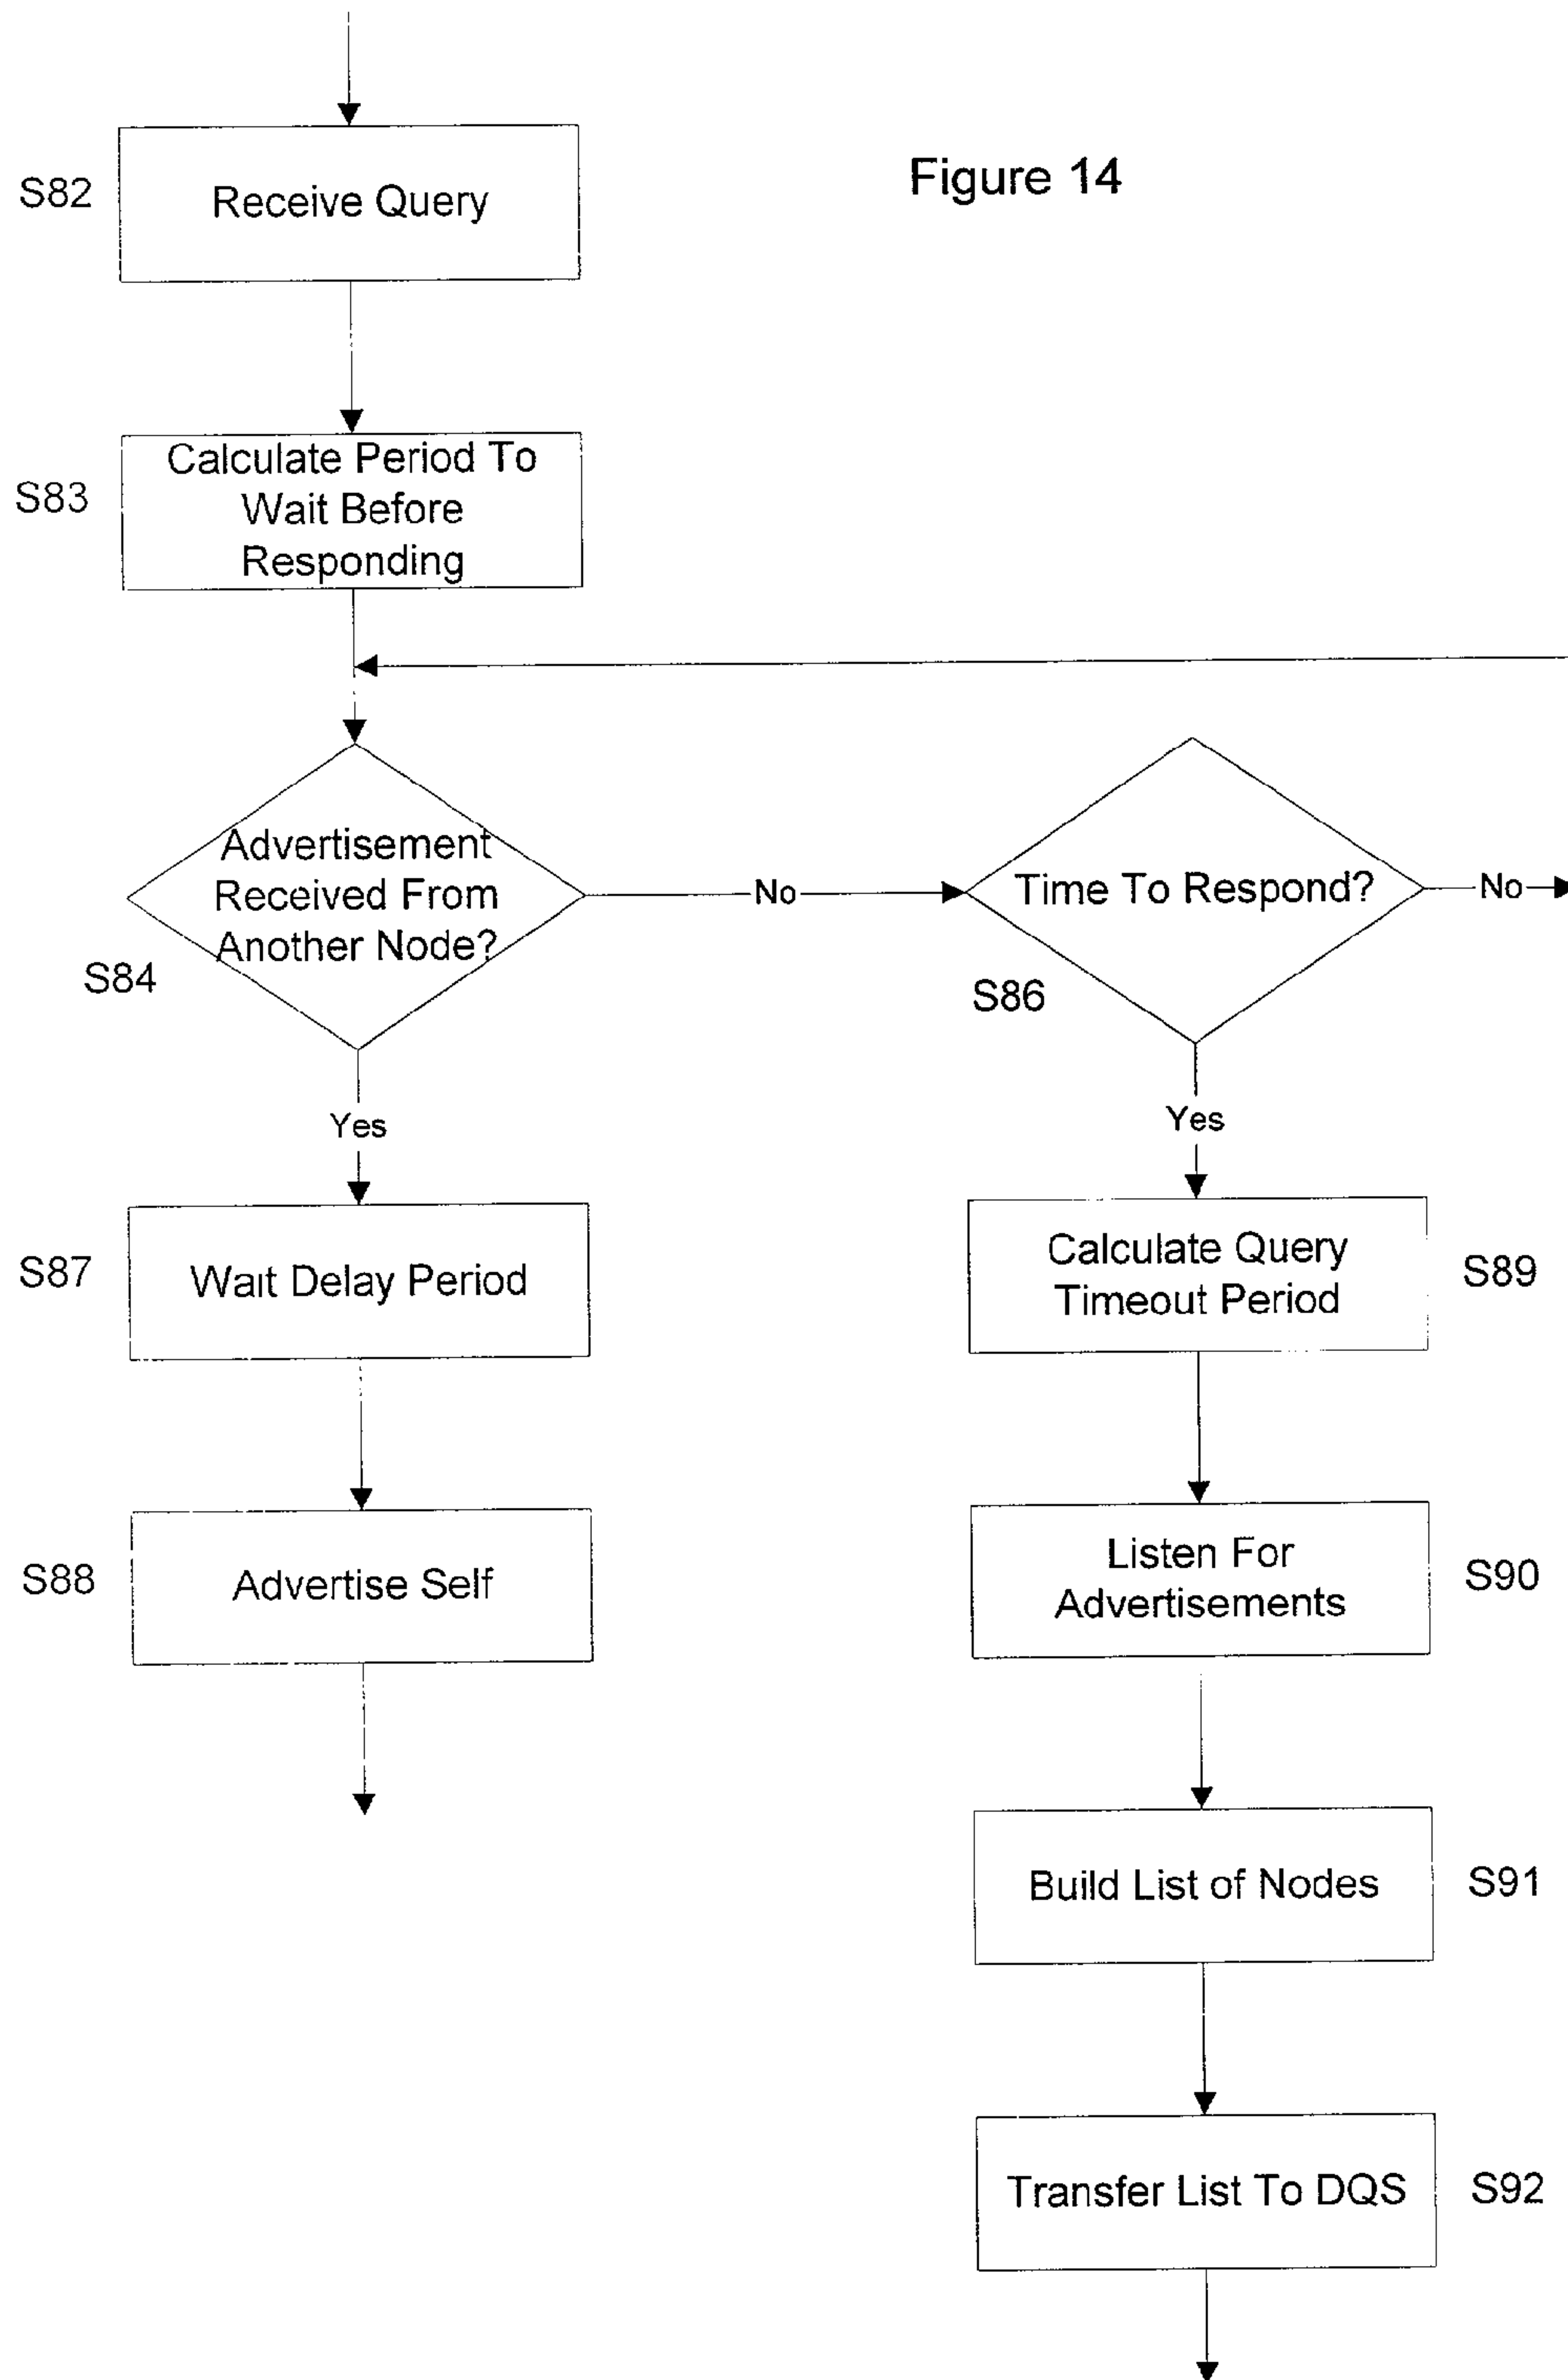 Figure 14
S82
Receive Query
S83
Calculate Period To
Wait Before
Responding
Advertisement
Received From
Another Node?
S84
No
Time To Respond?
S86
No
Yes
Yes
S87
Wait Delay Period
Calculate Query
Timeout Period
S89
S88
Advertise Self
Listen For
Advertisements
S90
Build List of Nodes
S91
Transfer List To DQS
S92